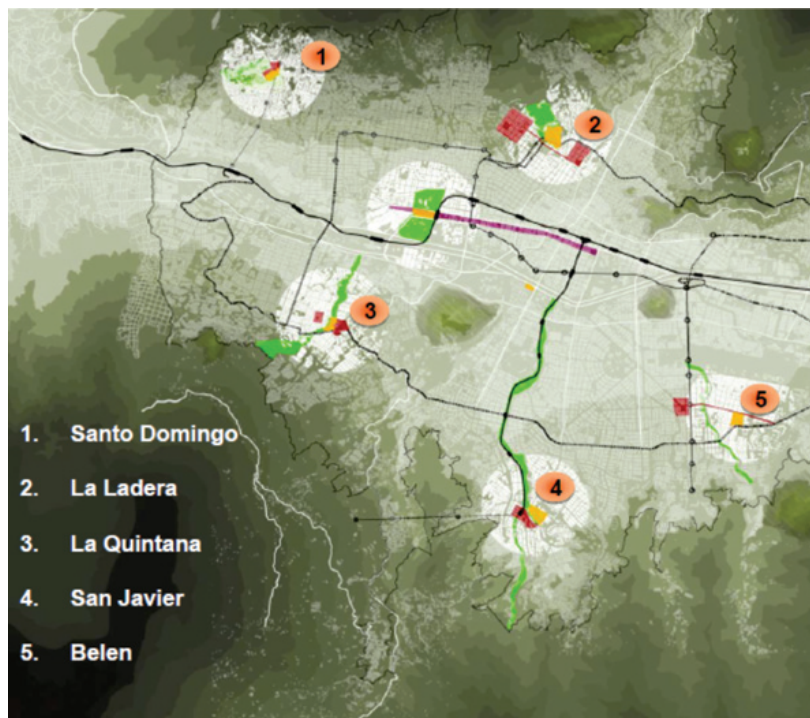 1
2
3
4
5
1. Santo Domingo
2. La Ladera
3. La Quintana
4. San Javier
5. Belen